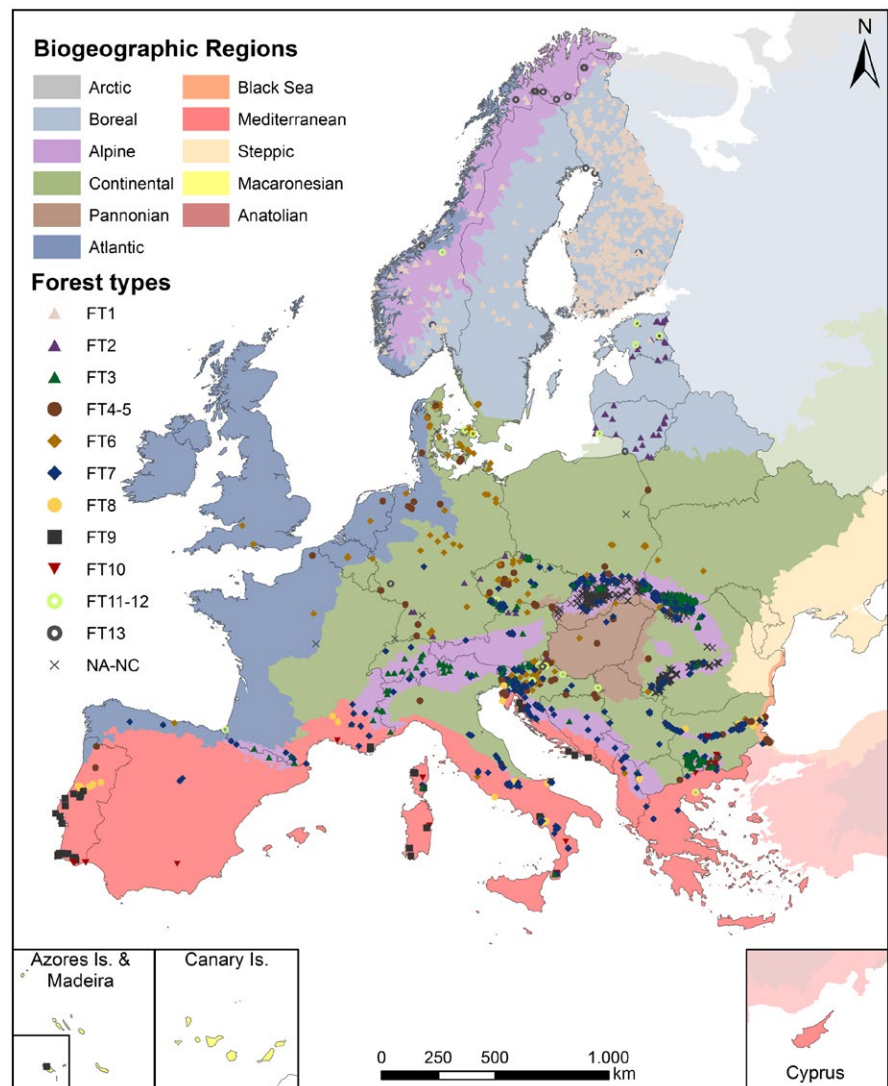 N
Biogeographic Regions
Arctic
Black Sea
Boreal
Mediterranean
Alpine
Steppic
Continental
Macaronesian
Pannonian
Anatolian
Atlantic
Forest types
FT1
FT2
FT3
FT4-5
FT6
FT7
FT8
FT9
FT10
FT11-12
FT13
NA-NC
Azores Is. &
Madeira
Canary Is.
0 250 500 1.000
km
Cyprus